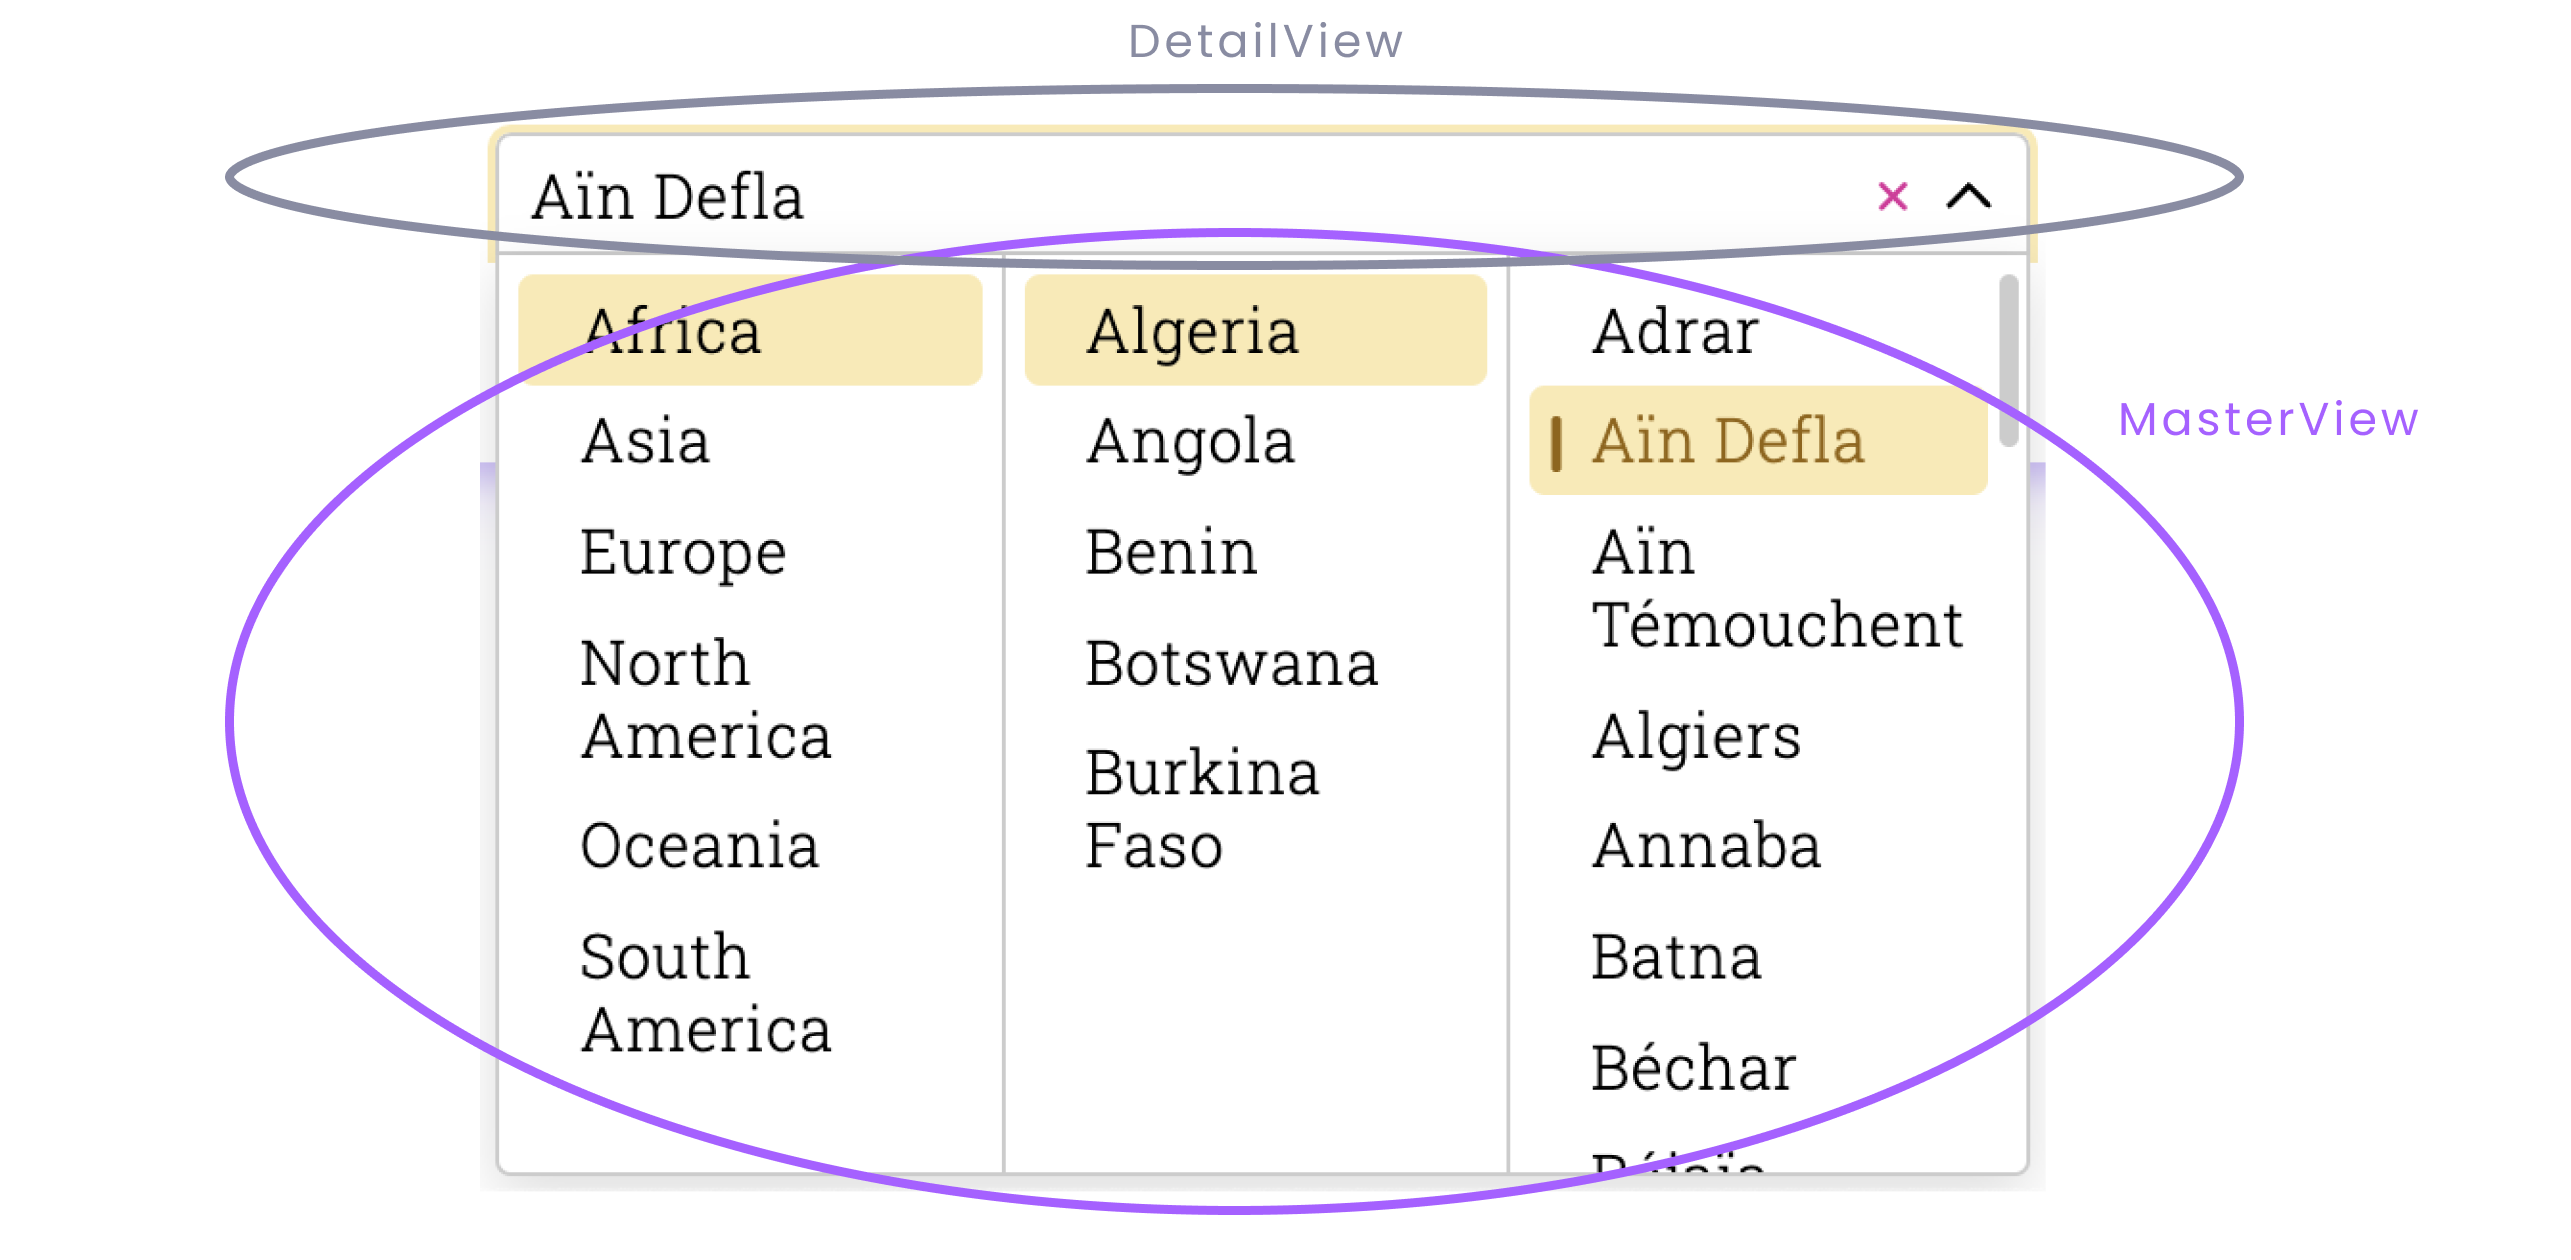 DetailView
Aïn Defla
Africa
Asia
Europe
North
America
Oceania
South
America
Algeria
Angola
Benin
Botswana
Burkina
Faso
Adrar
Aïn Defla
Aïn
Témouchent
Algiers
Annaba
Batna
Béchar
MasterView